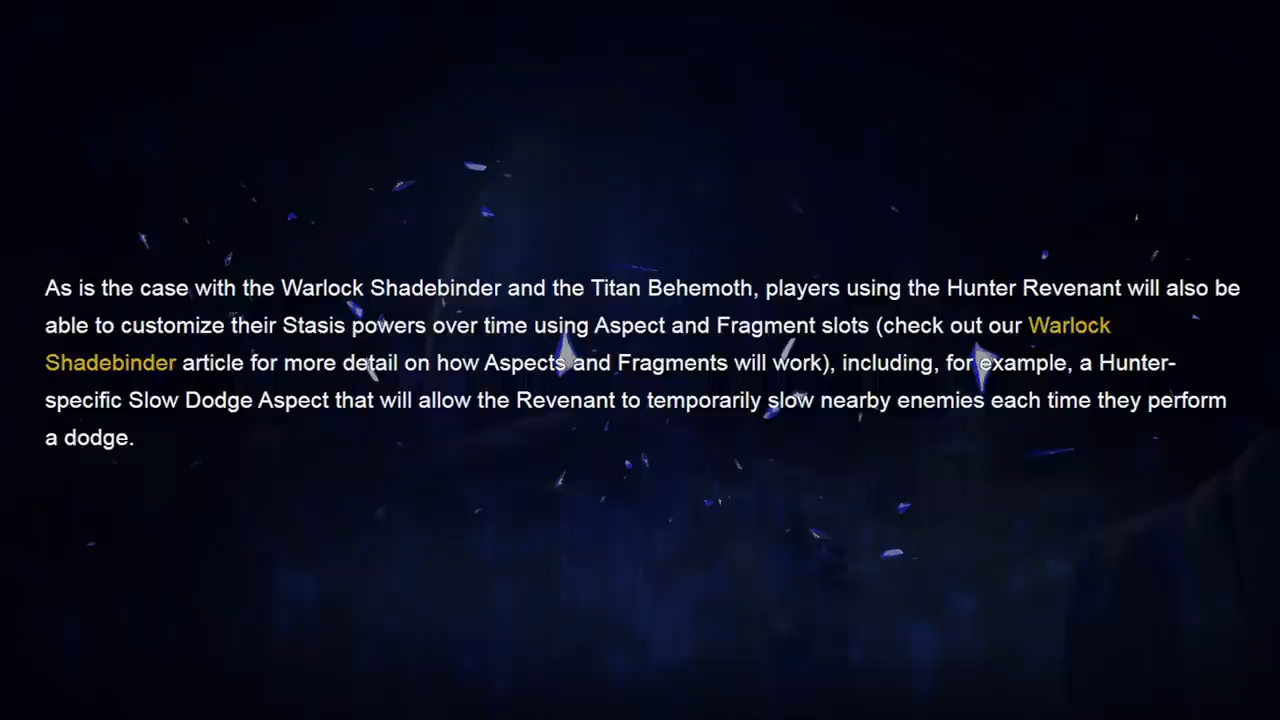 As is the case with the Warlock Shadebinder and the Titan Behemoth, players using the Hunter Revenant will also be
able to customize their Stasis powers over time using Aspect and Fragment slots (check out our Warlock
Shadebinder article for more detail on how Aspects and Fragments will work), including, for example, a Hunter-
specific Slow Dodge Aspect that will allow the Revenant to temporarily slow nearby enemies each time they perform
a dodge.